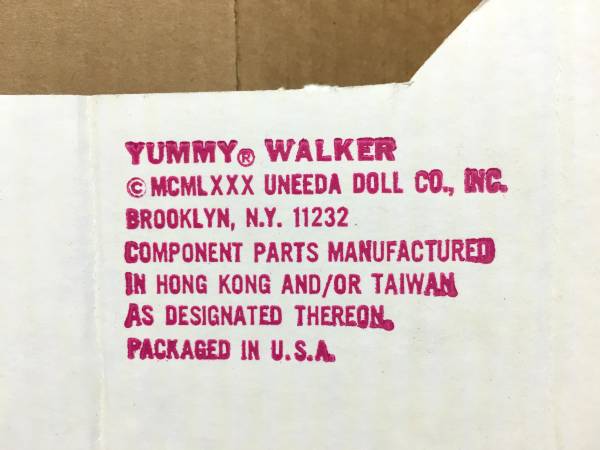 YUMMY® WALKER
© MCMLXXX UNEEDA DOLL CO., INC.
BROOKLYN, N.Y. 11232
COMPONENT PARTS MANUFACTURED
IN HONG KONG AND/OR TAIWAN
AS DESIGNATED THEREON.
PACKAGED IN U.S.A.